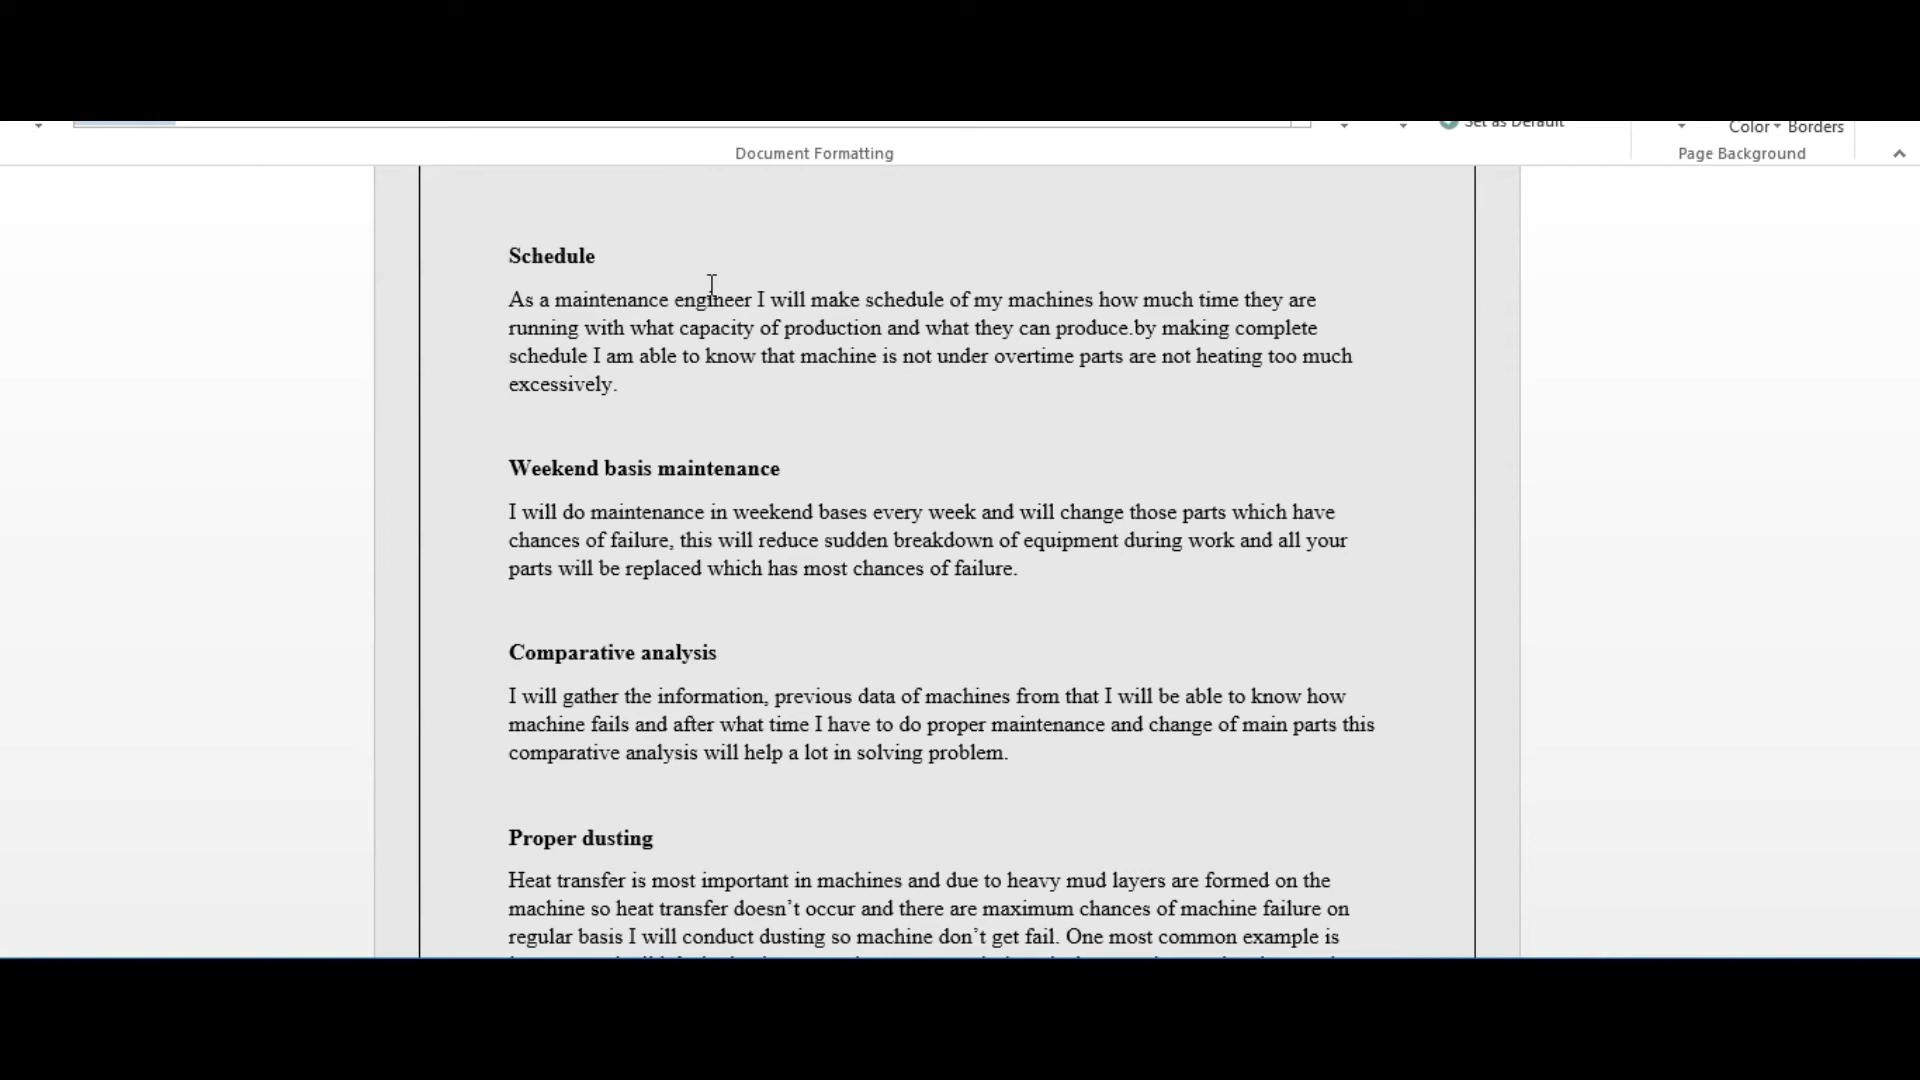 Set as Default
Color Borders
Document Formatting
Page Background
Schedule
As a maintenance engineer I will make schedule of my machines how much time they are
running with what capacity of production and what they can produce.by making complete
schedule I am able to know that machine is not under overtime parts are not heating too much
excessively.
Weekend basis maintenance
I will do maintenance in weekend bases every week and will change those parts which have
chances of failure, this will reduce sudden breakdown of equipment during work and all your
parts will be replaced which has most chances of failure.
Comparative analysis
I will gather the information, previous data of machines from that I will be able to know how
machine fails and after what time I have to do proper maintenance and change of main parts this
comparative analysis will help a lot in solving problem.
Proper dusting
Heat transfer is most important in machines and due to heavy mud layers are formed on the
machine so heat transfer doesn’t occur and there are maximum chances of machine failure on
regular basis I will conduct dusting so machine don’t get fail. One most common example is